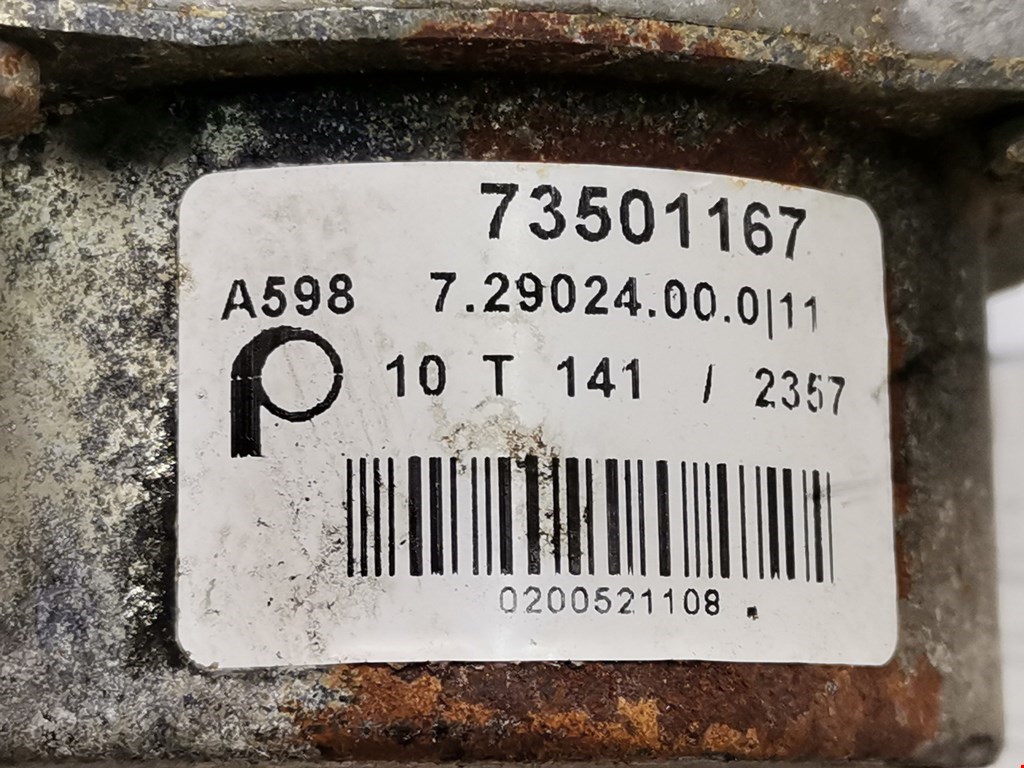 73501167
A598 7.29024.00.0|11
10 T 141 / 2357
0200521108